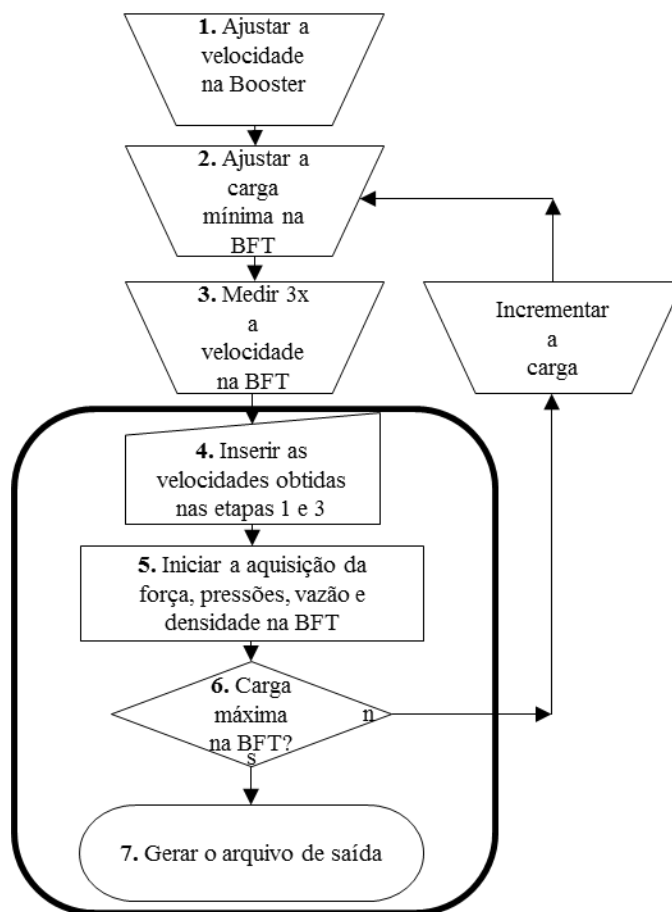 1. Ajustar a
velocidade
na Booster
2. Ajustar a
carga
mínima na
BFT
3. Medir 3x
a
velocidade
na BFT
Incrementar
a
carga
4. Inserir as
velocidades obtidas
nas etapas 1 e 3
5. Iniciar a aquisição da
força, pressões, vazão e
densidade na BFT
6. Carga
máxima
na BFT?
n
s
7. Gerar o arquivo de saída